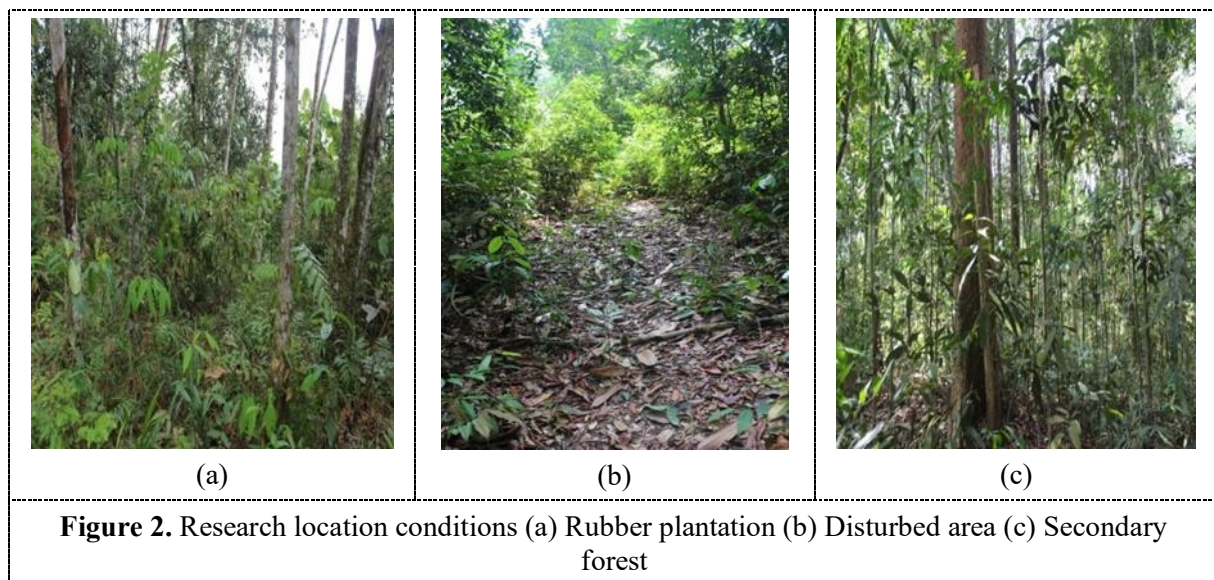 (a)
(b)
(c)
Figure 2. Research location conditions (a) Rubber plantation (b) Disturbed area (c) Secondary
forest